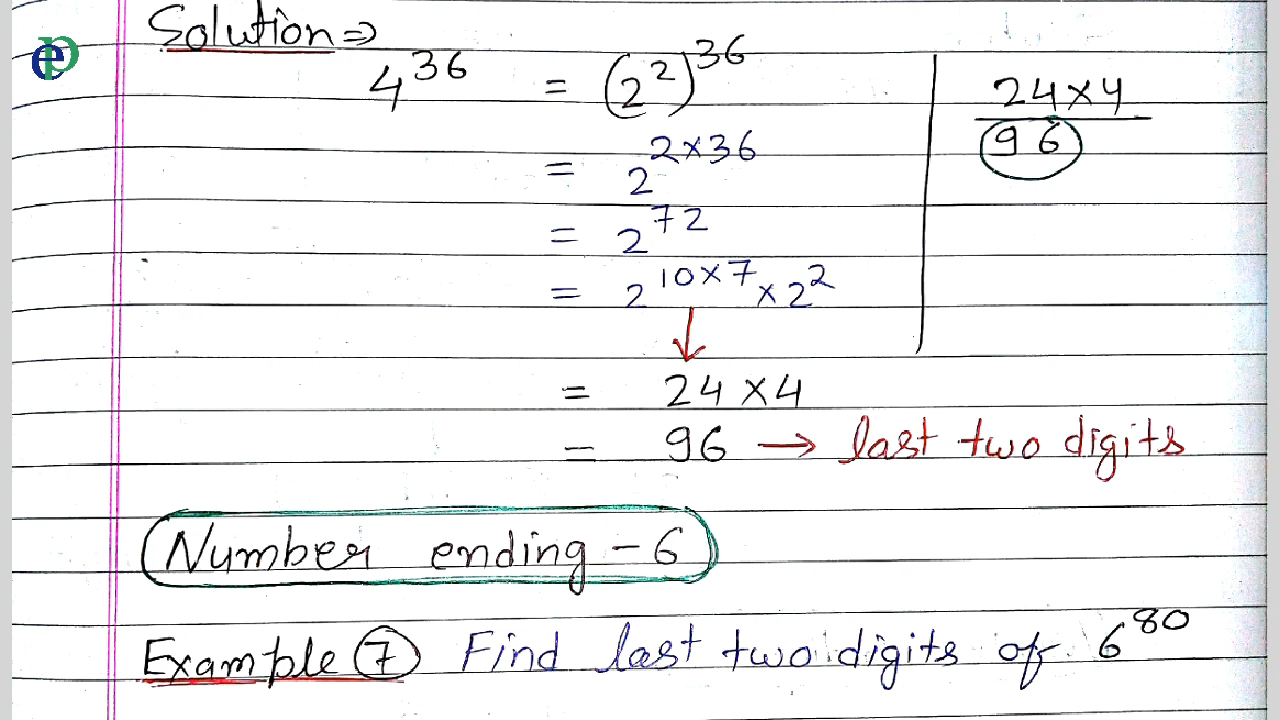 ep
Solution ⇒
4^36 = (2^2)^36
= 2^2×36
= 2^72
= 2^10×7 × 2^2
↓
= 24×4
= 96 → last two digits
24×4
96
Number ending - 6
Example 7 Find last two digits of 6^80